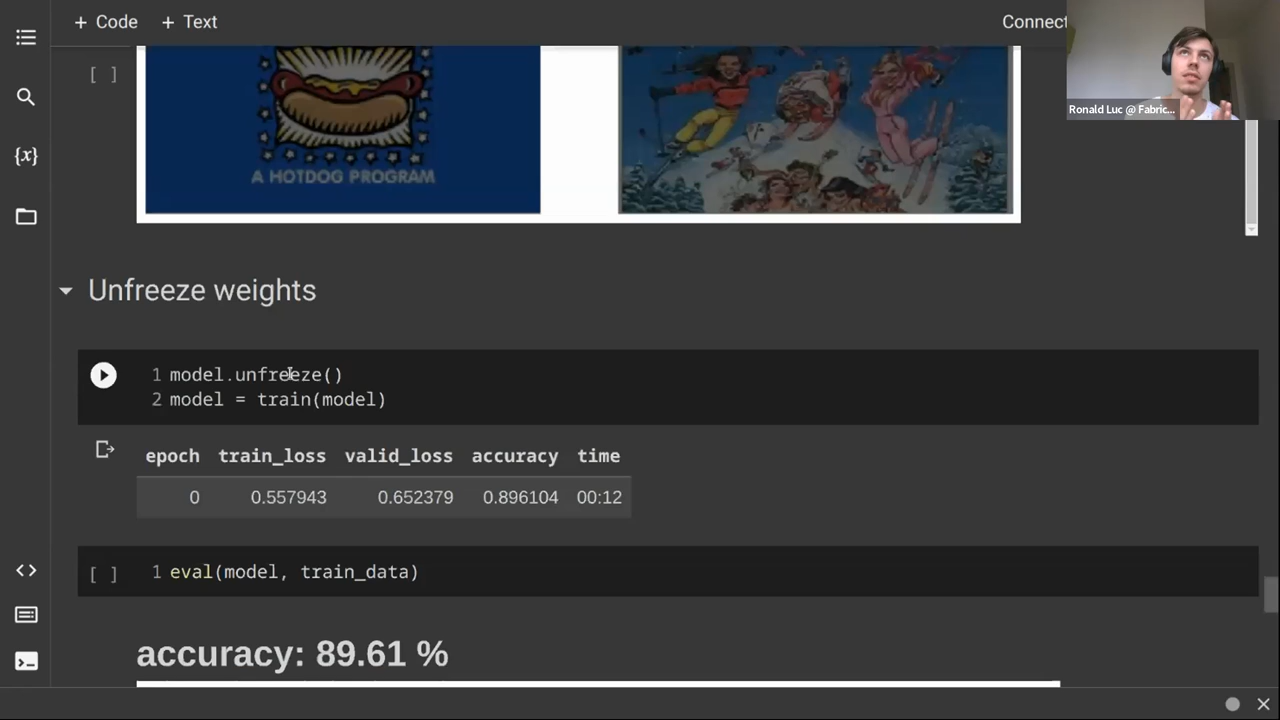 + Code + Text
Connect
Ronald Luc @ Fabric...
[ ]
A HOTDOG PROGRAM
{x}
Unfreeze weights
1 model.unfreeze()
2 model = train(model)
epoch train_loss valid_loss accuracy time
0 0.557943 0.652379 0.896104 00:12
[ ] 1 eval(model, train_data)
accuracy: 89.61 %